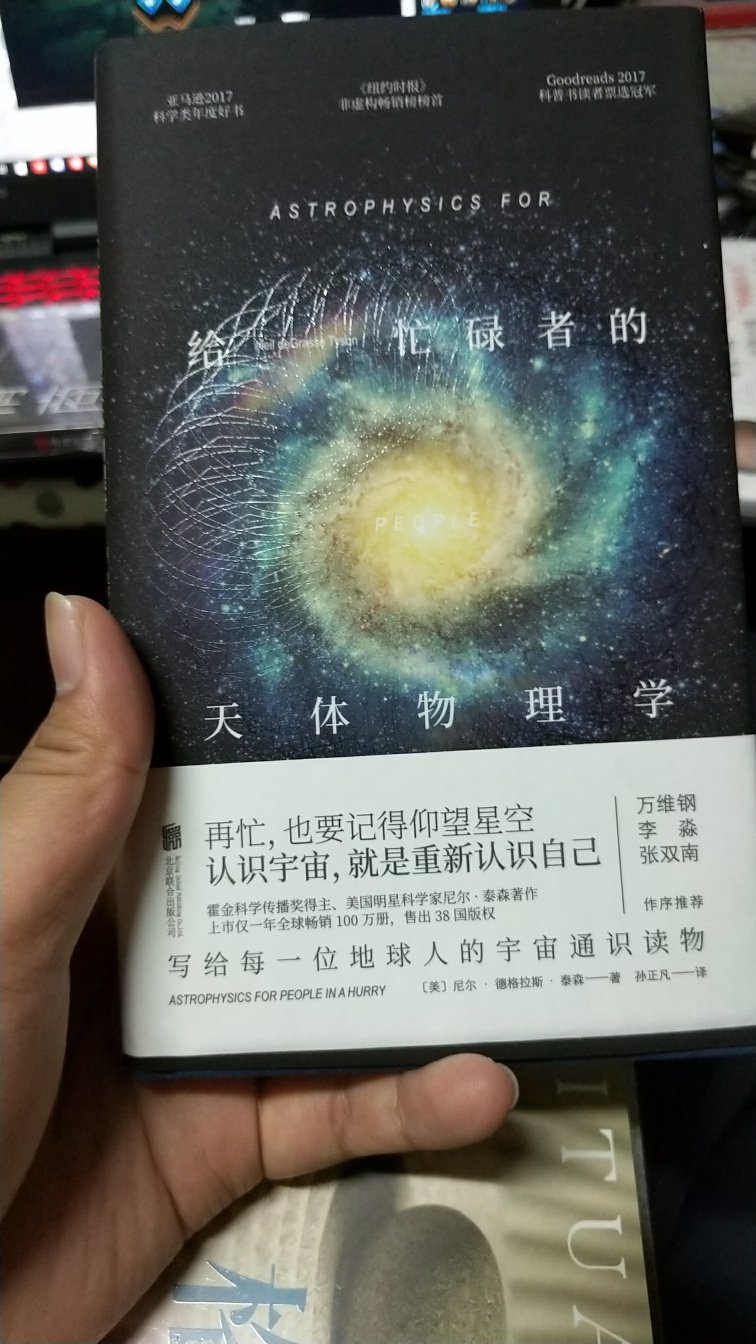 亚马逊2017
科学类年度好书
《纽约时报》
非虚构畅销榜榜首
Goodreads 2017
科普书读者票选冠军
ASTROPHYSICS FOR
给 忙碌者的
Neil deGrasse Tyson
PEOPLE
天体物理学
再忙，也要记得仰望星空
认识宇宙，就是重新认识自己
霍金科学传播奖得主、美国明星科学家尼尔·泰森著作
上市仅一年全球畅销 100 万册，售出 38 国版权
万维钢
李淼
张双南
作序推荐
北京联合出版公司
写给每一位地球人的宇宙通识读物
ASTROPHYSICS FOR PEOPLE IN A HURRY
〔美〕尼尔·德格拉斯·泰森——著 孙正凡——译
ITUA